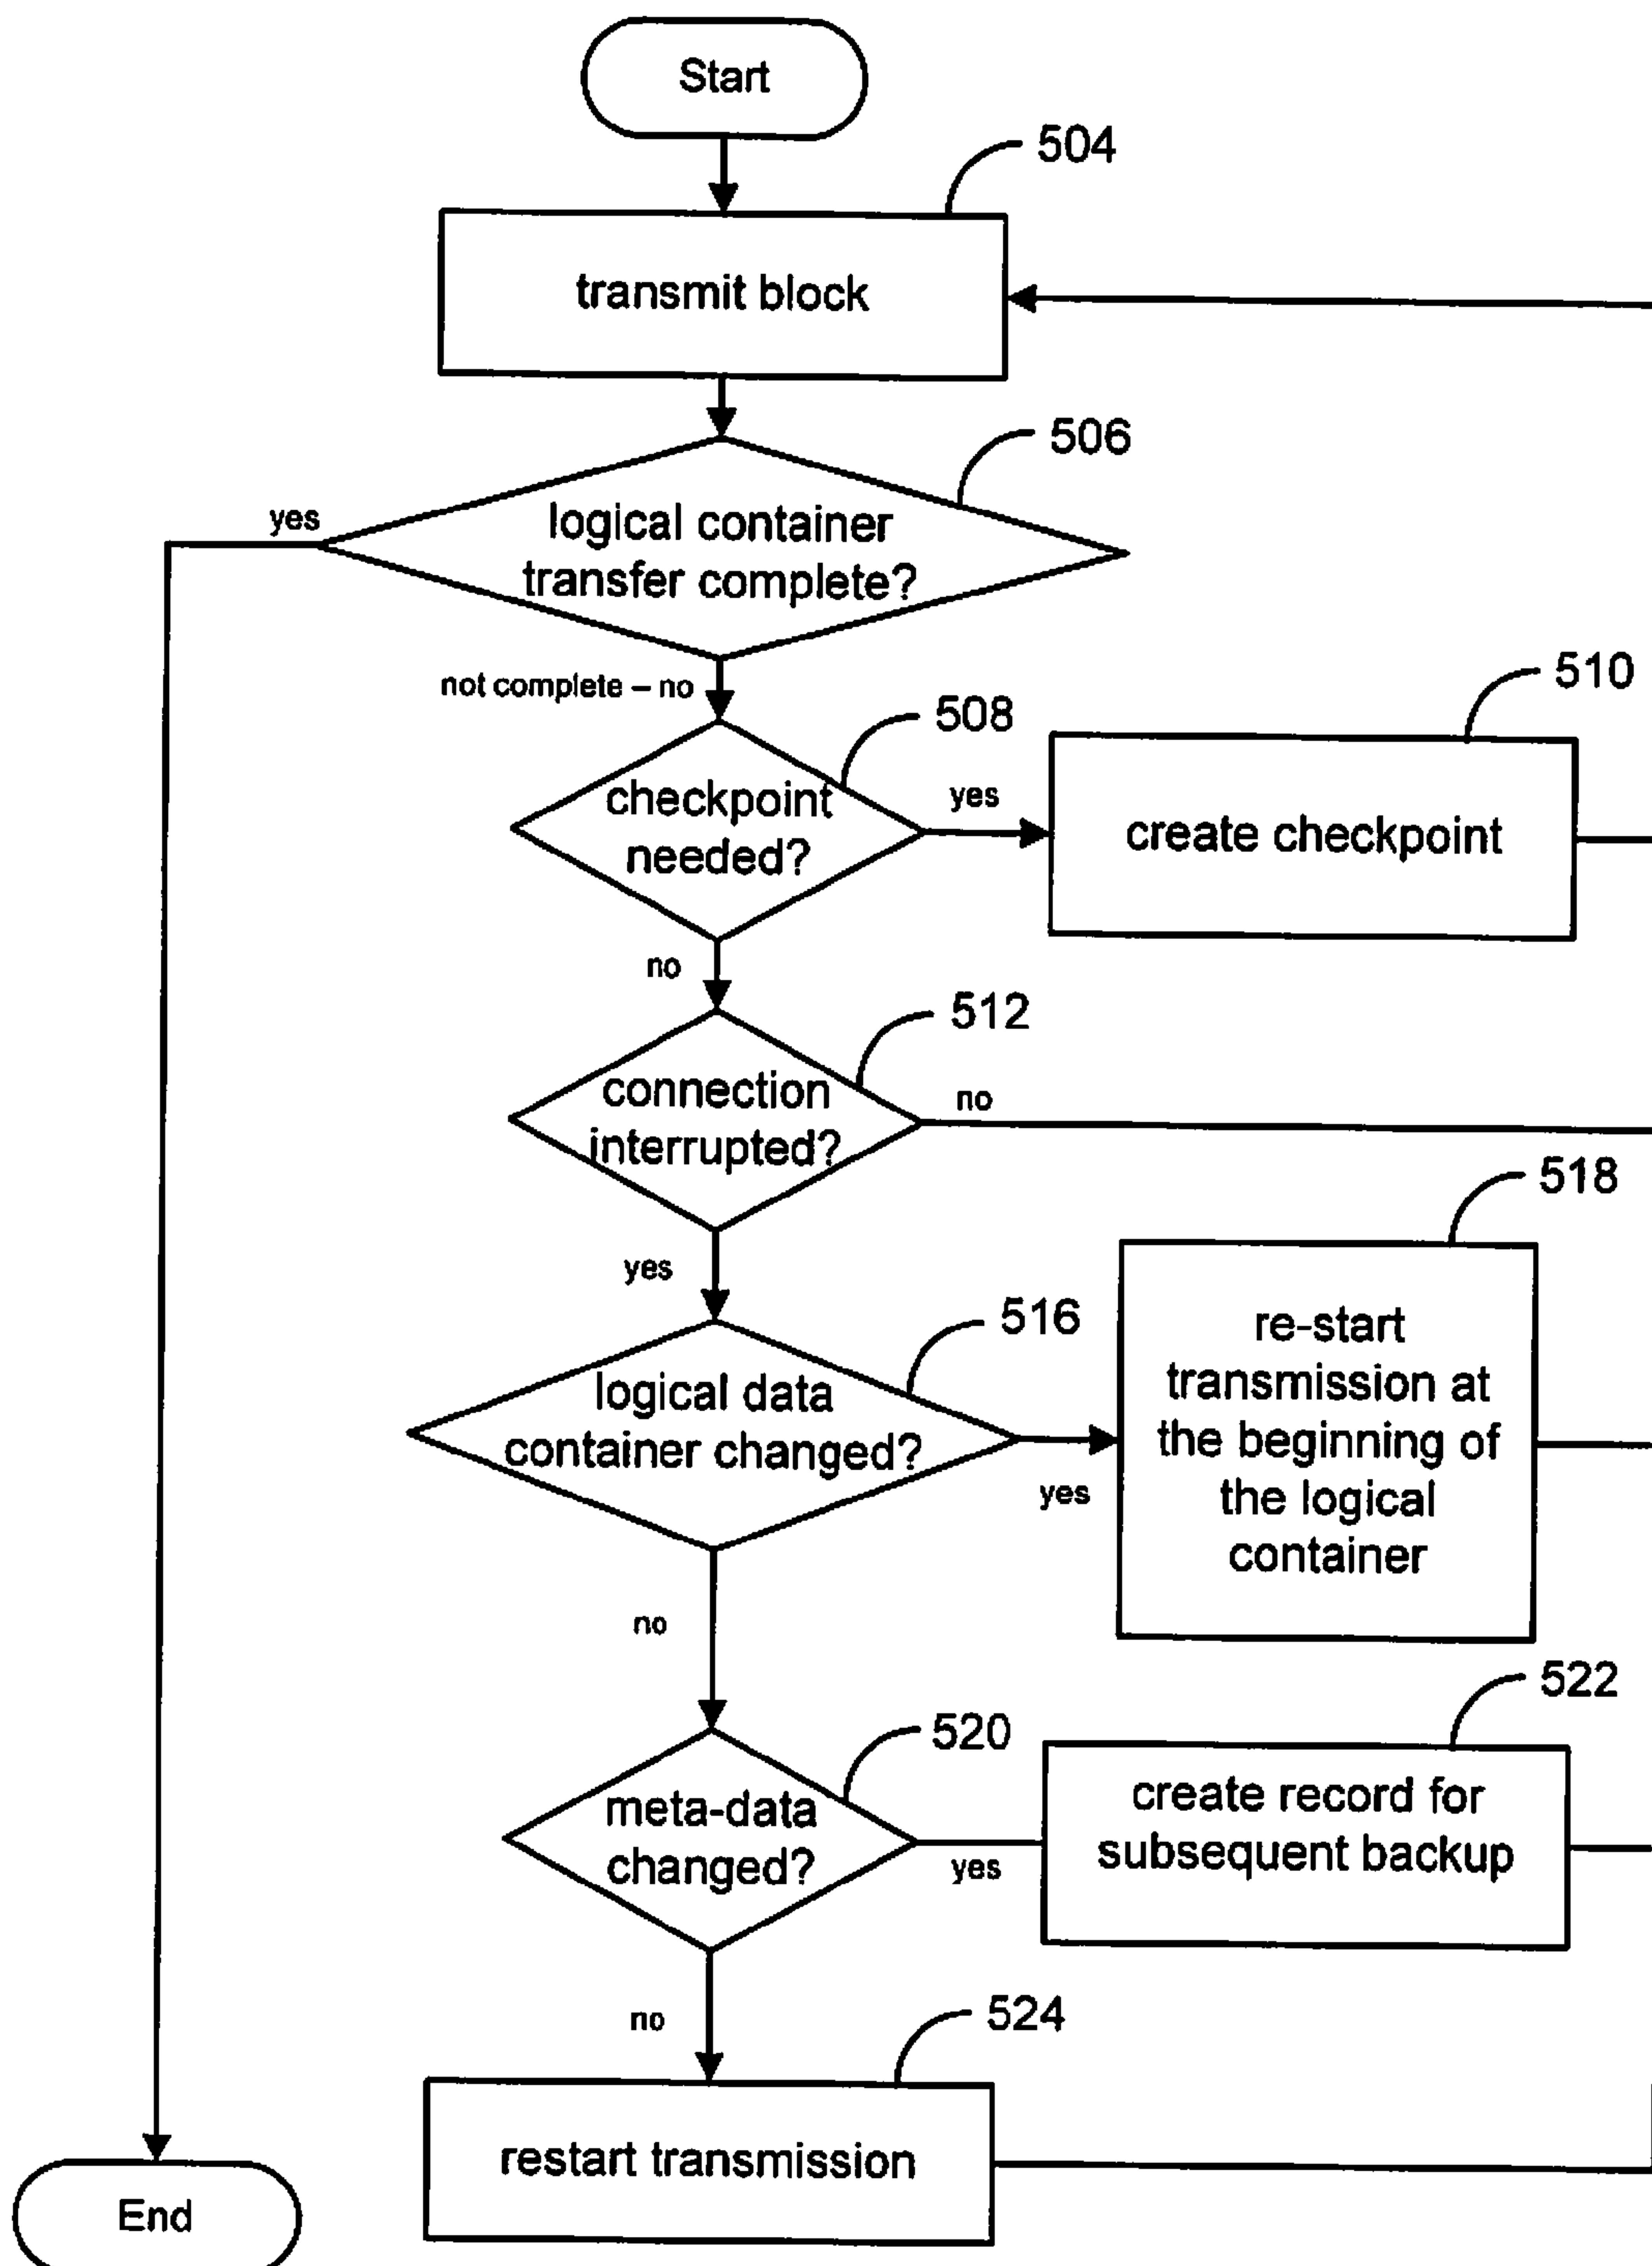 Start
504
transmit block
506
yes
logical container
transfer complete?
not complete – no
508
510
checkpoint
needed?
yes
create checkpoint
no
512
connection
interrupted?
no
518
yes
516
logical data
container changed?
yes
re-start
transmission at
the beginning of
the logical
container
no
522
520
meta-data
changed?
yes
create record for
subsequent backup
no
524
restart transmission
End